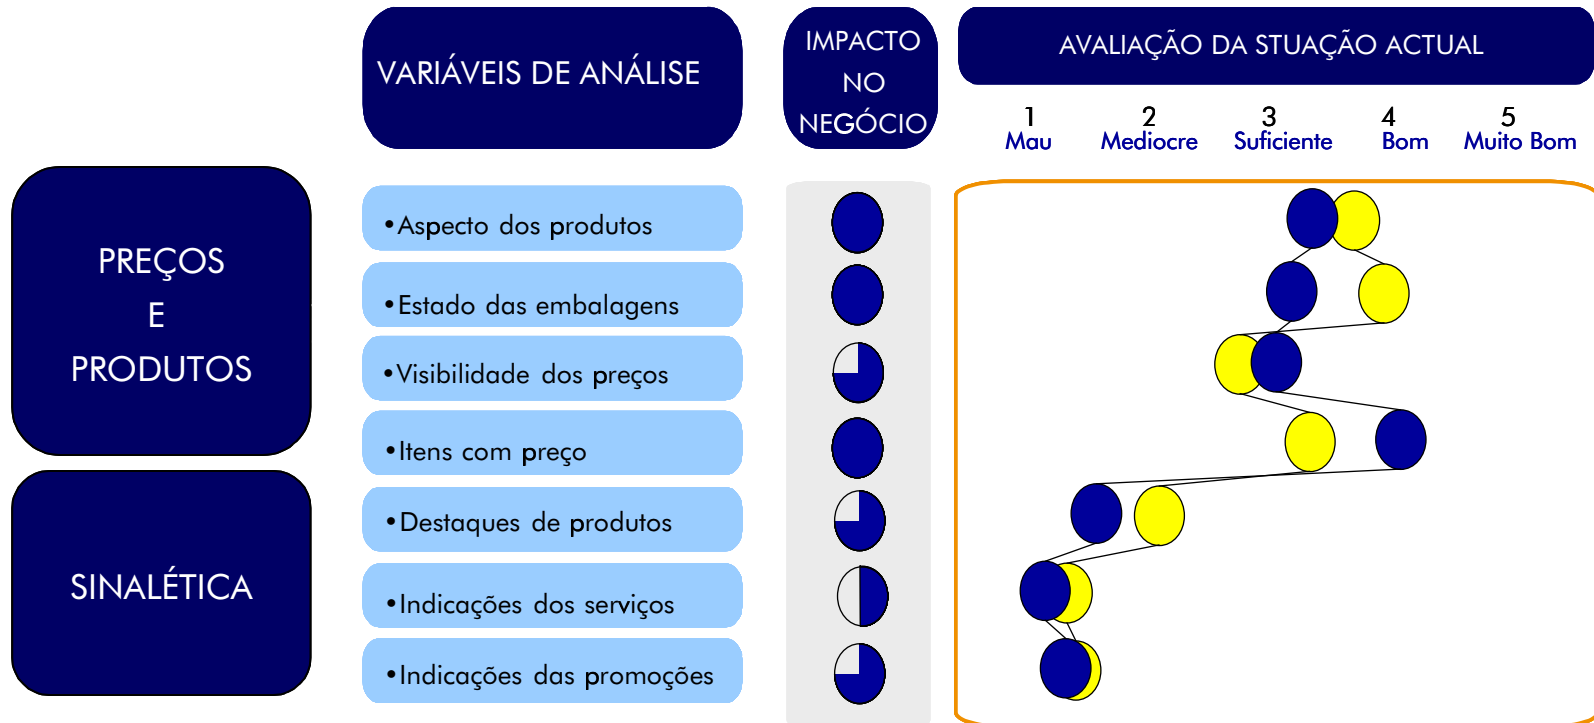 VARIÁVEIS DE ANÁLISE
IMPACTO
NO
NEGÓCIO
AVALIAÇÃO DA STUAÇÃO ACTUAL
1 2 3 4 5
Mau Mediocre Suficiente Bom Muito Bom
PREÇOS
E
PRODUTOS
•Aspecto dos produtos
•Estado das embalagens
•Visibilidade dos preços
•Itens com preço
SINALÉTICA
•Destaques de produtos
•Indicações dos serviços
•Indicações das promoções